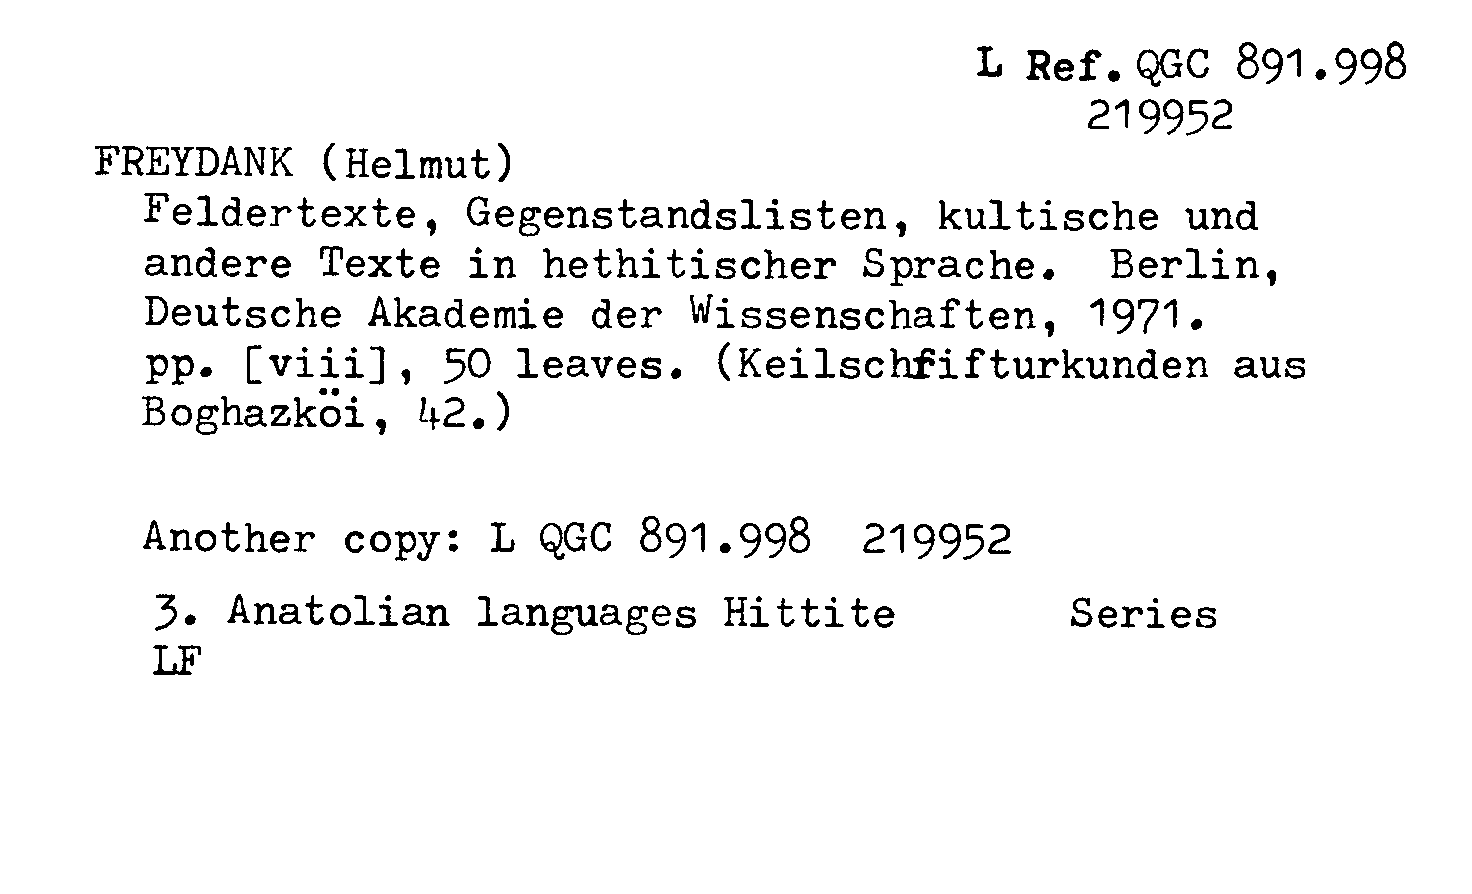 L Ref. QGC 891.998
219952
FREYDANK (Helmut)
Feldertexte, Gegenstandslisten, kultische und
andere Texte in hethitischer Sprache. Berlin,
Deutsche Akademie der Wissenschaften, 1971.
pp. [viii], 50 leaves. (Keilschfifturkunden aus
Boghazköi, 42.)
Another copy: L QGC 891.998 219952
3. Anatolian languages Hittite Series
LF